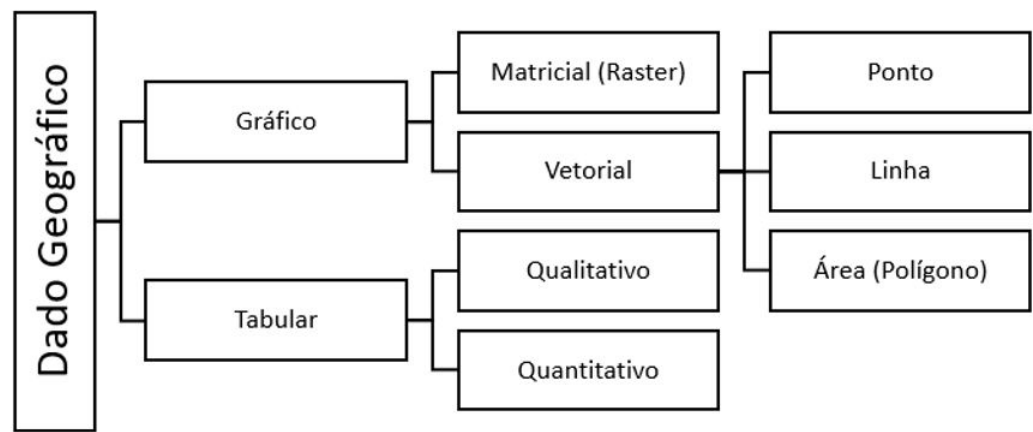 Dado Geográfico
Gráfico
Tabular
Matricial (Raster)
Vetorial
Qualitativo
Quantitativo
Ponto
Linha
Área (Polígono)